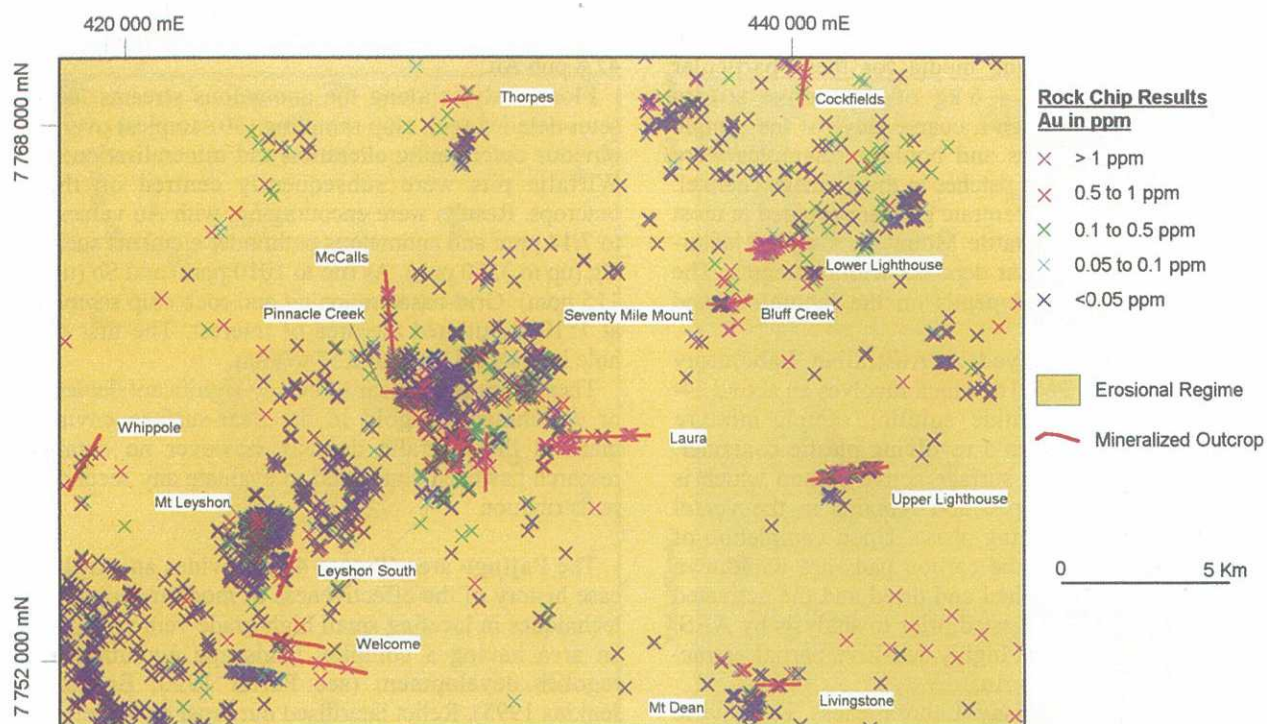 420 000 mE
440 000 mE
7 768 000 mN
7 752 000 mN
Thorpes
Cockfields
McCalls
Lower Lighthouse
Pinnacle Creek
Seventy Mile Mount
Bluff Creek
Whippole
Laura
Mt Leyshon
Upper Lighthouse
Leyshon South
Welcome
Mt Dean
Livingstone
Rock Chip Results
Au in ppm
> 1 ppm
0.5 to 1 ppm
0.1 to 0.5 ppm
0.05 to 0.1 ppm
<0.05 ppm
Erosional Regime
Mineralized Outcrop
0 5 Km